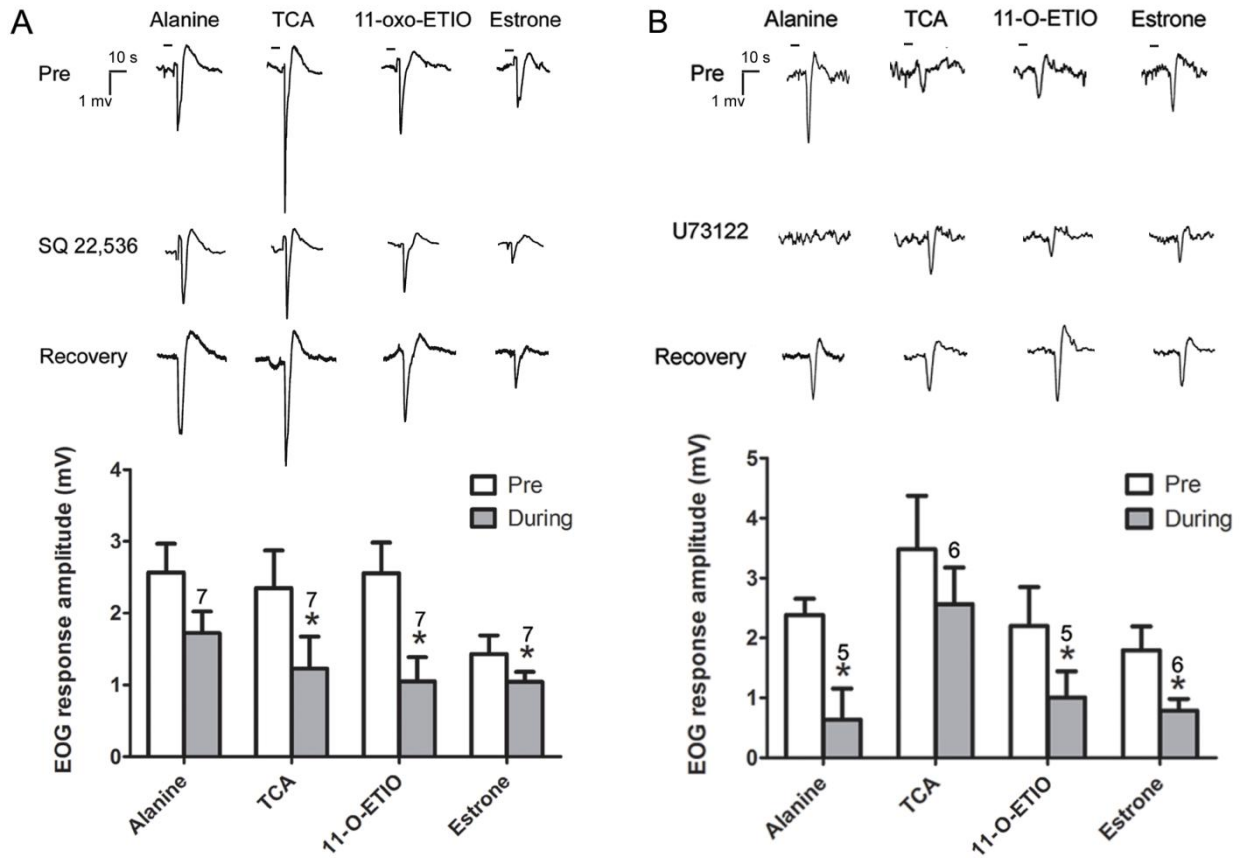 A
Alanine TCA 11-oxo-ETIO Estrone
Pre
10 s
1 mv
SQ 22,536
Recovery
EOG response amplitude (mV)
4
3
2
1
0
Pre
During
7
7
*
7
*
7
*
Alanine
TCA
11-O-ETIO
Estrone
B
Alanine TCA 11-O-ETIO Estrone
Pre
10 s
1 mv
U73122
Recovery
EOG response amplitude (mV)
5
4
3
2
1
0
Pre
During
5
*
6
5
*
6
*
Alanine
TCA
11-O-ETIO
Estrone